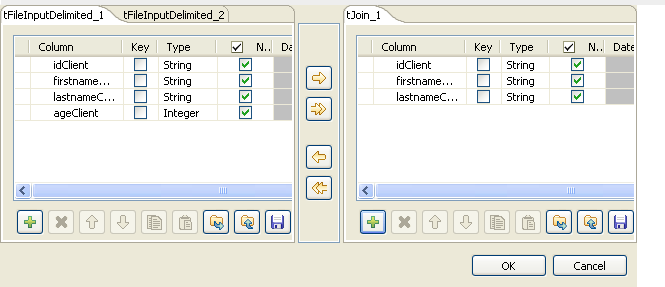 tFileInputDelimited_1 tFileInputDelimited_2
Column Key Type N.. Da
idClient String
firstname... String
lastnameC... String
ageClient Integer
tJoin_1
Column Key Type N.. Date
idClient String
firstname... String
lastnameC... String
OK Cancel